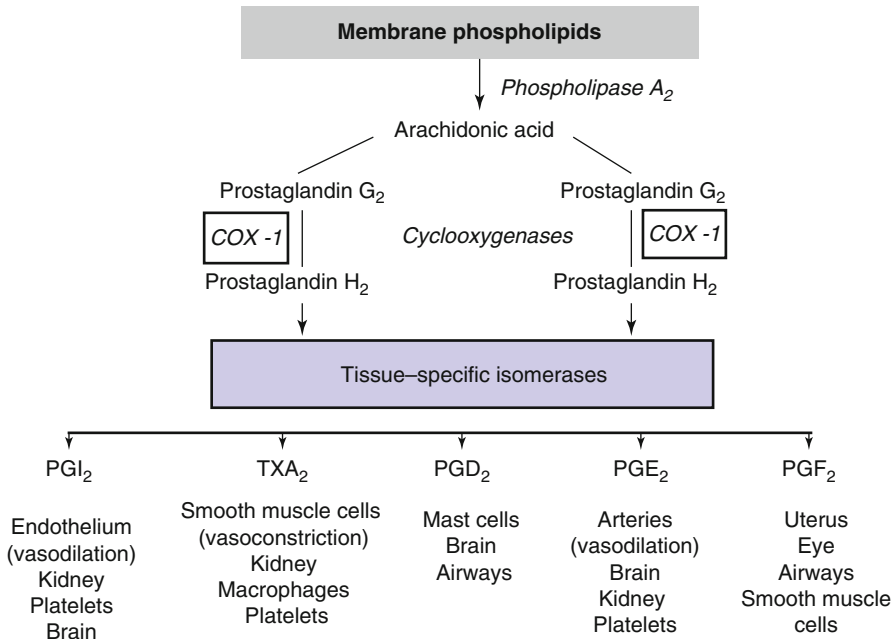 Membrane phospholipids
Phospholipase A₂
Arachidonic acid
Prostaglandin G₂
Prostaglandin G₂
COX -1
Cyclooxygenases
COX -1
Prostaglandin H₂
Prostaglandin H₂
Tissue–specific isomerases
PGI₂
Endothelium
(vasodilation)
Kidney
Platelets
Brain
TXA₂
Smooth muscle cells
(vasoconstriction)
Kidney
Macrophages
Platelets
PGD₂
Mast cells
Brain
Airways
PGE₂
Arteries
(vasodilation)
Brain
Kidney
Platelets
PGF₂
Uterus
Eye
Airways
Smooth muscle
cells